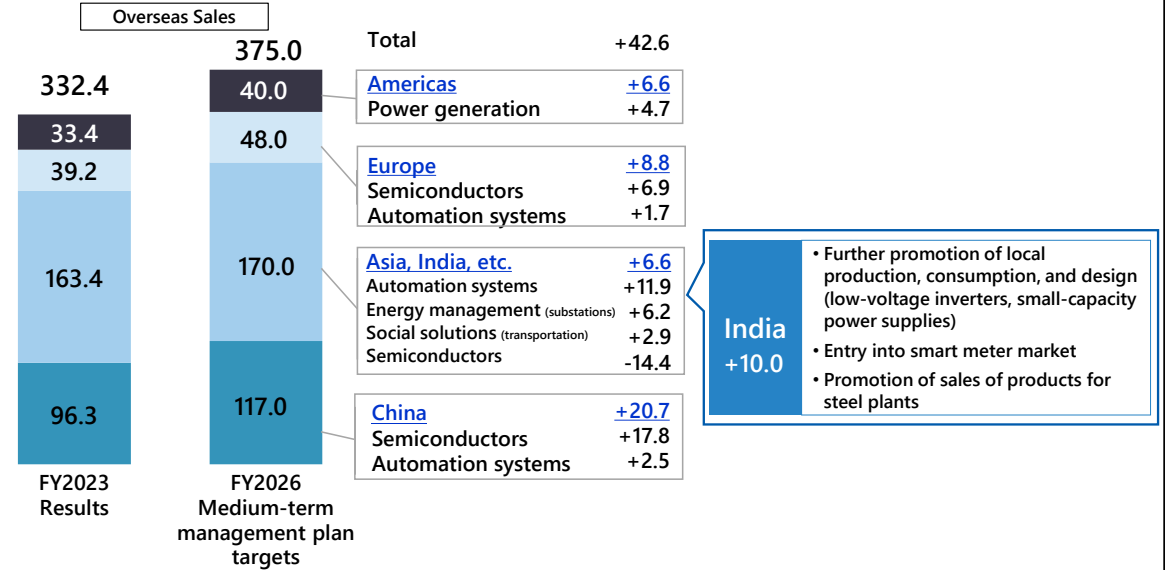 Overseas Sales
332.4
33.4
39.2
163.4
96.3
FY2023
Results
375.0
40.0
48.0
170.0
117.0
FY2026
Medium-term
management plan
targets
Total +42.6
Americas +6.6
Power generation +4.7
Europe +8.8
Semiconductors +6.9
Automation systems +1.7
Asia, India, etc. +6.6
Automation systems +11.9
Energy management (substations) +6.2
Social solutions (transportation) +2.9
Semiconductors -14.4
China +20.7
Semiconductors +17.8
Automation systems +2.5
India
+10.0
• Further promotion of local
production, consumption, and design
(low-voltage inverters, small-capacity
power supplies)
• Entry into smart meter market
• Promotion of sales of products for
steel plants